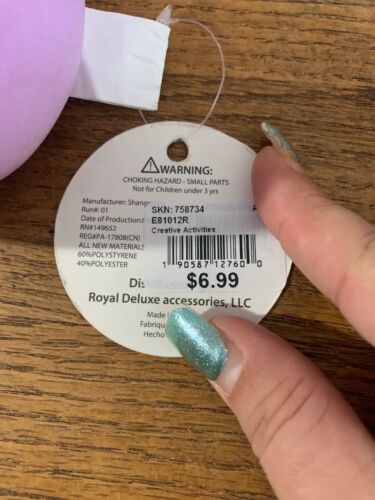 WARNING:
CHOKING HAZARD - SMALL PARTS
Not for Children under 3 yrs
Manufacturer:
Run#: 01
Date of Production:
RN#149652
REG#PA-17808(CN)
ALL NEW MATERIALS
60%POLYSTYRENE
40%POLYESTER
SKN: 758734
E81012R
Creative Activities
1 90587 12760 0
$6.99
Royal Deluxe accessories, LLC
Made
Hecho